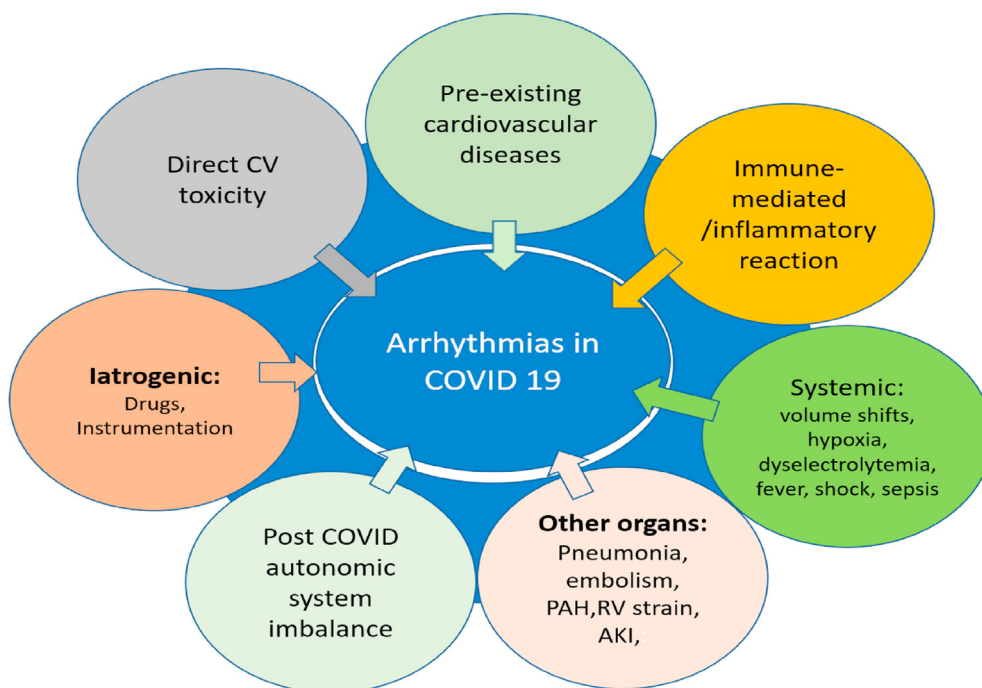 Pre-existing
cardiovascular
diseases
Direct CV
toxicity
Immune-
mediated
/inflammatory
reaction
Arrhythmias in
COVID 19
Iatrogenic:
Drugs,
Instrumentation
Systemic:
volume shifts,
hypoxia,
dyselectrolytemia,
fever, shock, sepsis
Post COVID
autonomic
system
imbalance
Other organs:
Pneumonia,
embolism,
PAH,RV strain,
AKI,